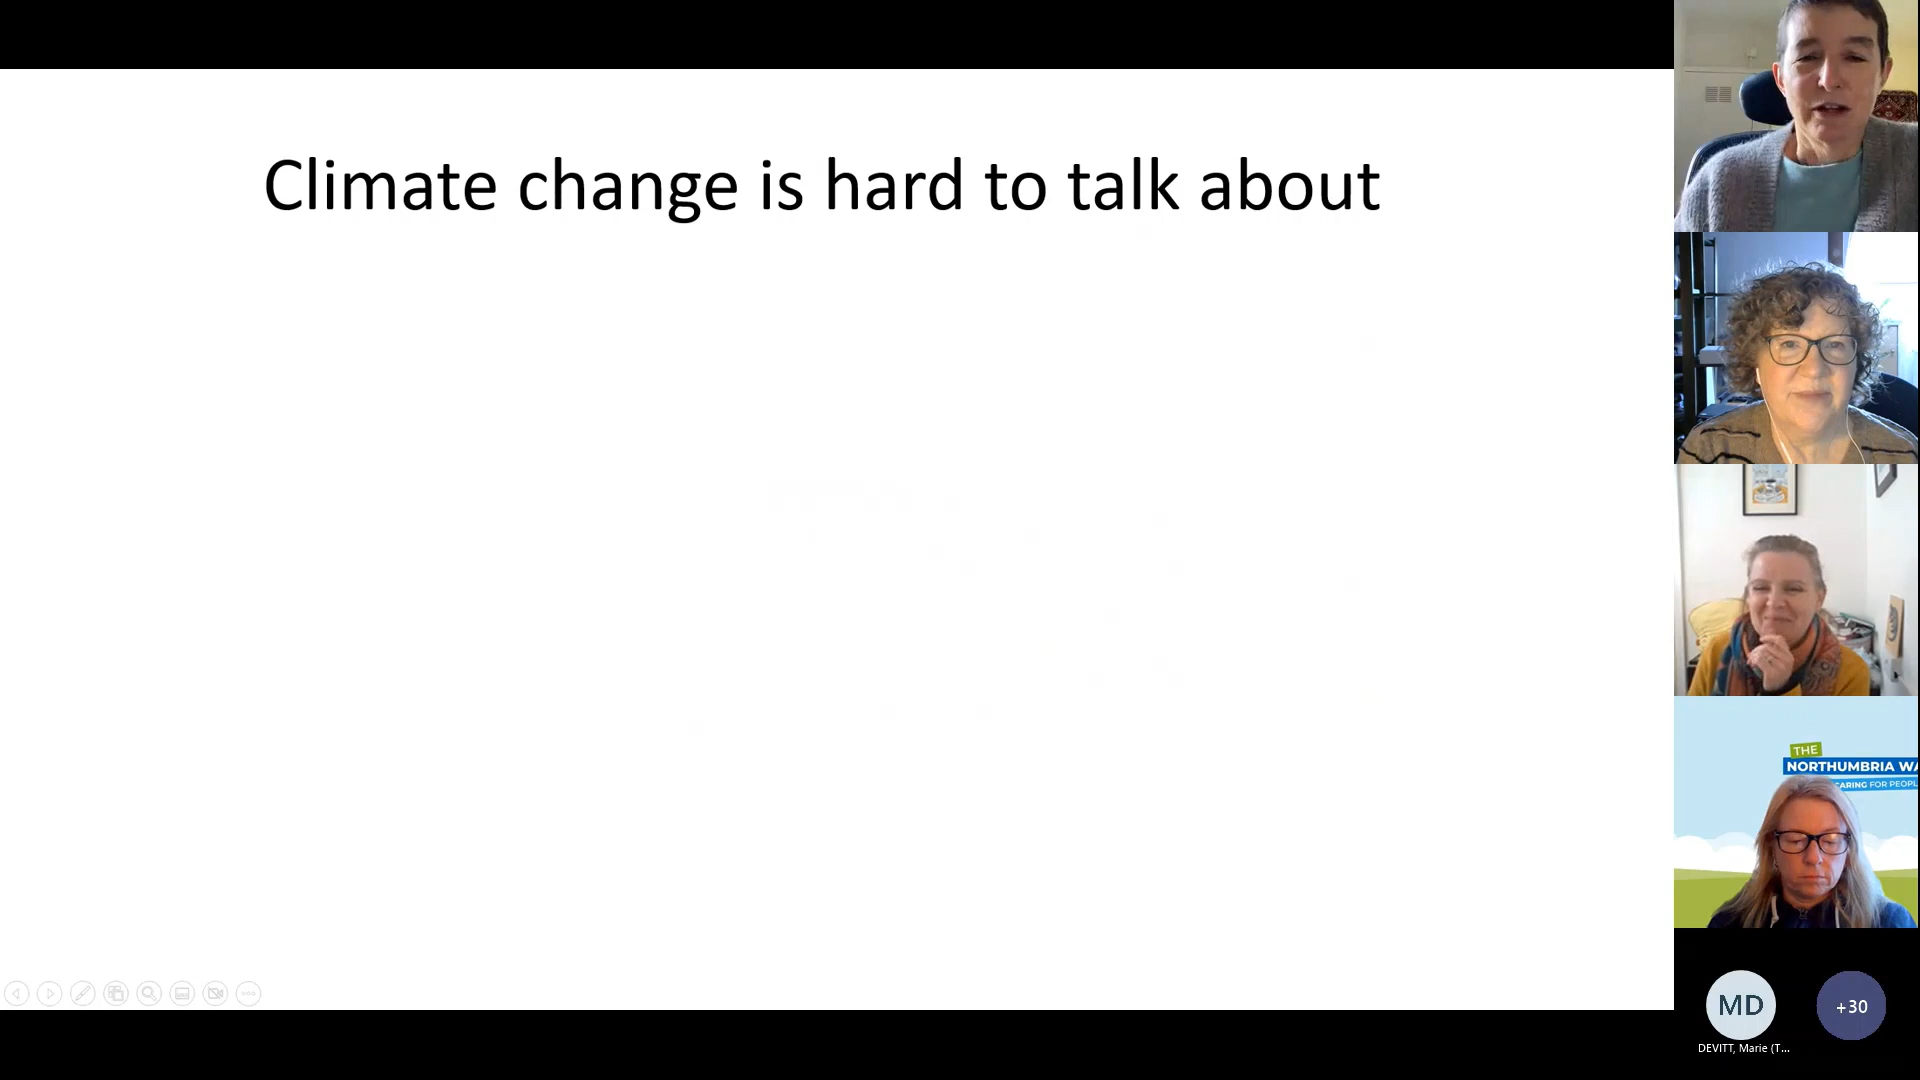 Climate change is hard to talk about
THE
NORTHUMBRIA WA
CARING FOR PEOPL
MD
+30
DEVITT, Marie (T...